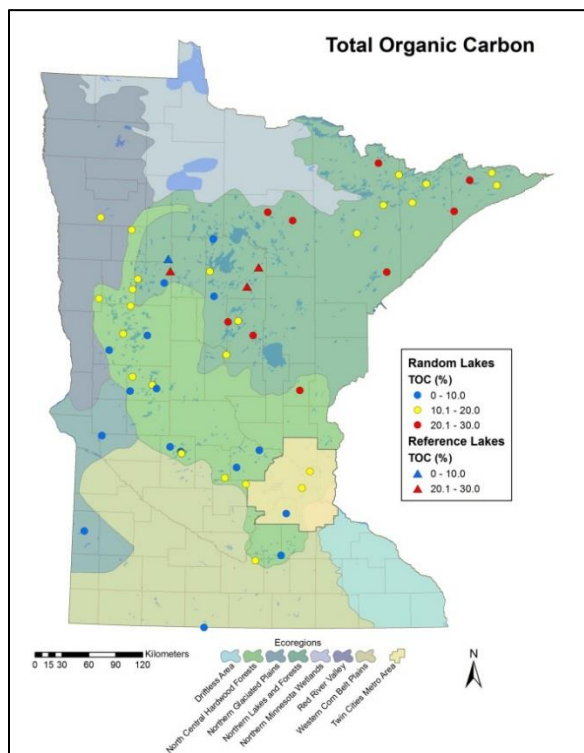 Total Organic Carbon
Random Lakes
TOC (%)
0 - 10.0
10.1 - 20.0
20.1 - 30.0
Reference Lakes
TOC (%)
0 - 10.0
20.1 - 30.0
Kilometers
0 15 30 60 90 120
Ecoregions
Driftless Area
North Central Hardwood Forests
Northern Glaciated Plains
Northern Lakes and Forests
Northern Minnesota Wetlands
Red River Valley
Western Corn Belt Plains
Twin Cities Metro Area
N